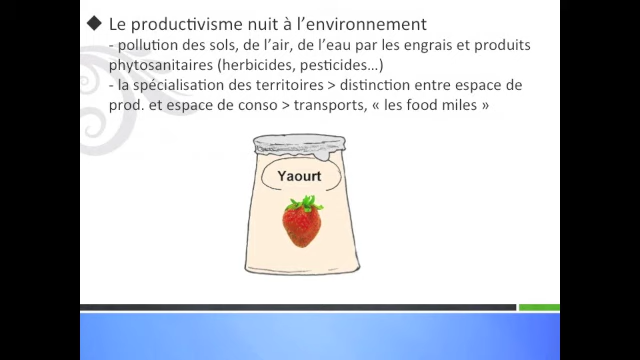 Le productivisme nuit à l'environnement
- pollution des sols, de l'air, de l'eau par les engrais et produits
phytosanitaires (herbicides, pesticides…)
- la spécialisation des territoires > distinction entre espace de
prod. et espace de conso > transports, « les food miles »
Yaourt